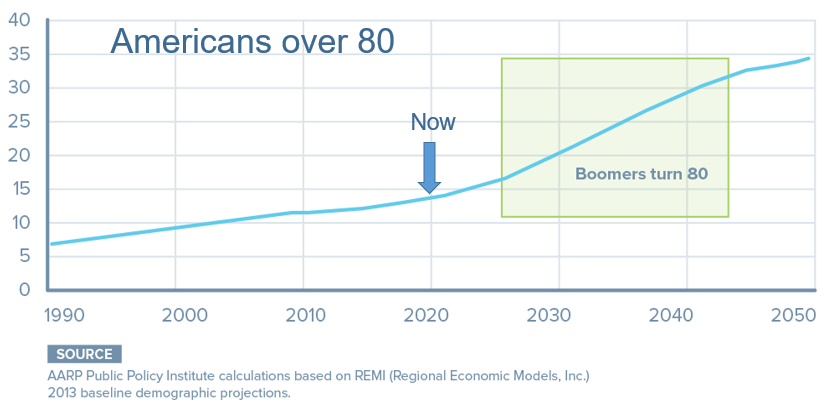 Americans over 80
40
35
30
25
20
15
10
5
0
Now
Boomers turn 80
1990 2000 2010 2020 2030 2040 2050
SOURCE
AARP Public Policy Institute calculations based on REMI (Regional Economic Models, Inc.)
2013 baseline demographic projections.